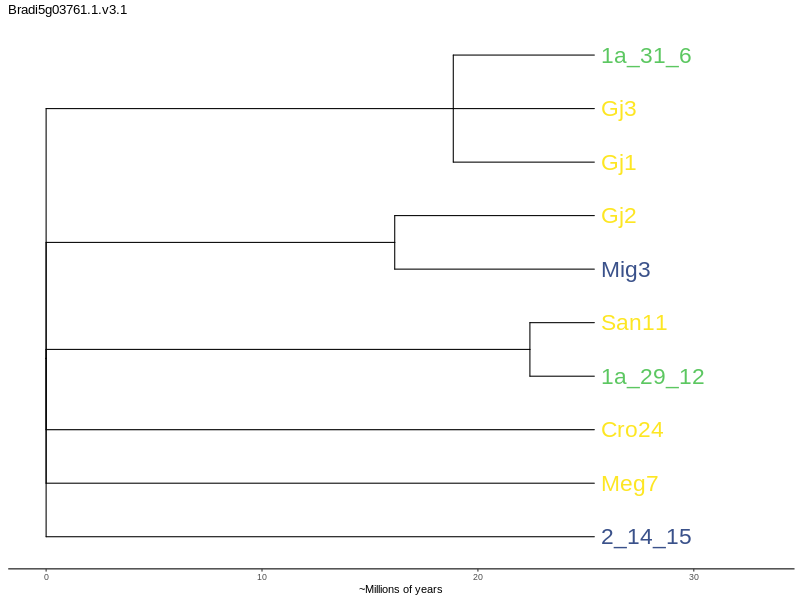 Bradi5g03761.1.v3.1
1a_31_6
Gj3
Gj1
Gj2
Mig3
San11
1a_29_12
Cro24
Meg7
2_14_15
0 10 20 30
~Millions of years